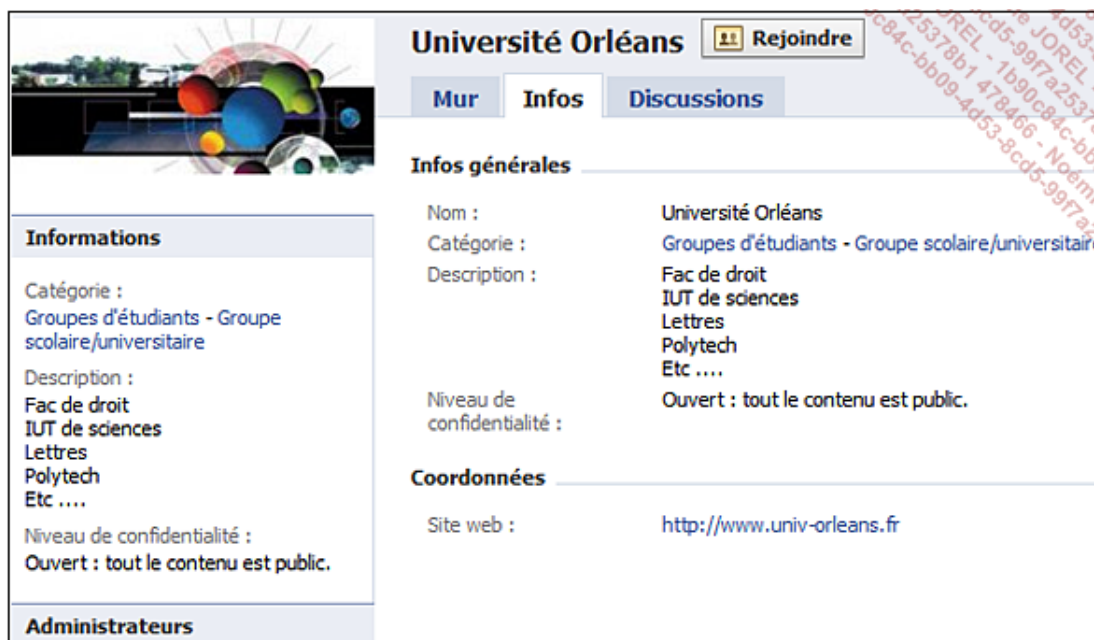 Université Orléans
Rejoindre
Mur
Infos
Discussions
Informations
Catégorie :
Groupes d'étudiants - Groupe
scolaire/universitaire
Description :
Fac de droit
IUT de sciences
Lettres
Polytech
Etc ....
Niveau de confidentialité :
Ouvert : tout le contenu est public.
Administrateurs
Infos générales
Nom :
Université Orléans
Catégorie :
Groupes d'étudiants - Groupe scolaire/universitaire
Description :
Fac de droit
IUT de sciences
Lettres
Polytech
Etc ....
Niveau de
confidentialité :
Ouvert : tout le contenu est public.
Coordonnées
Site web :
http://www.univ-orleans.fr